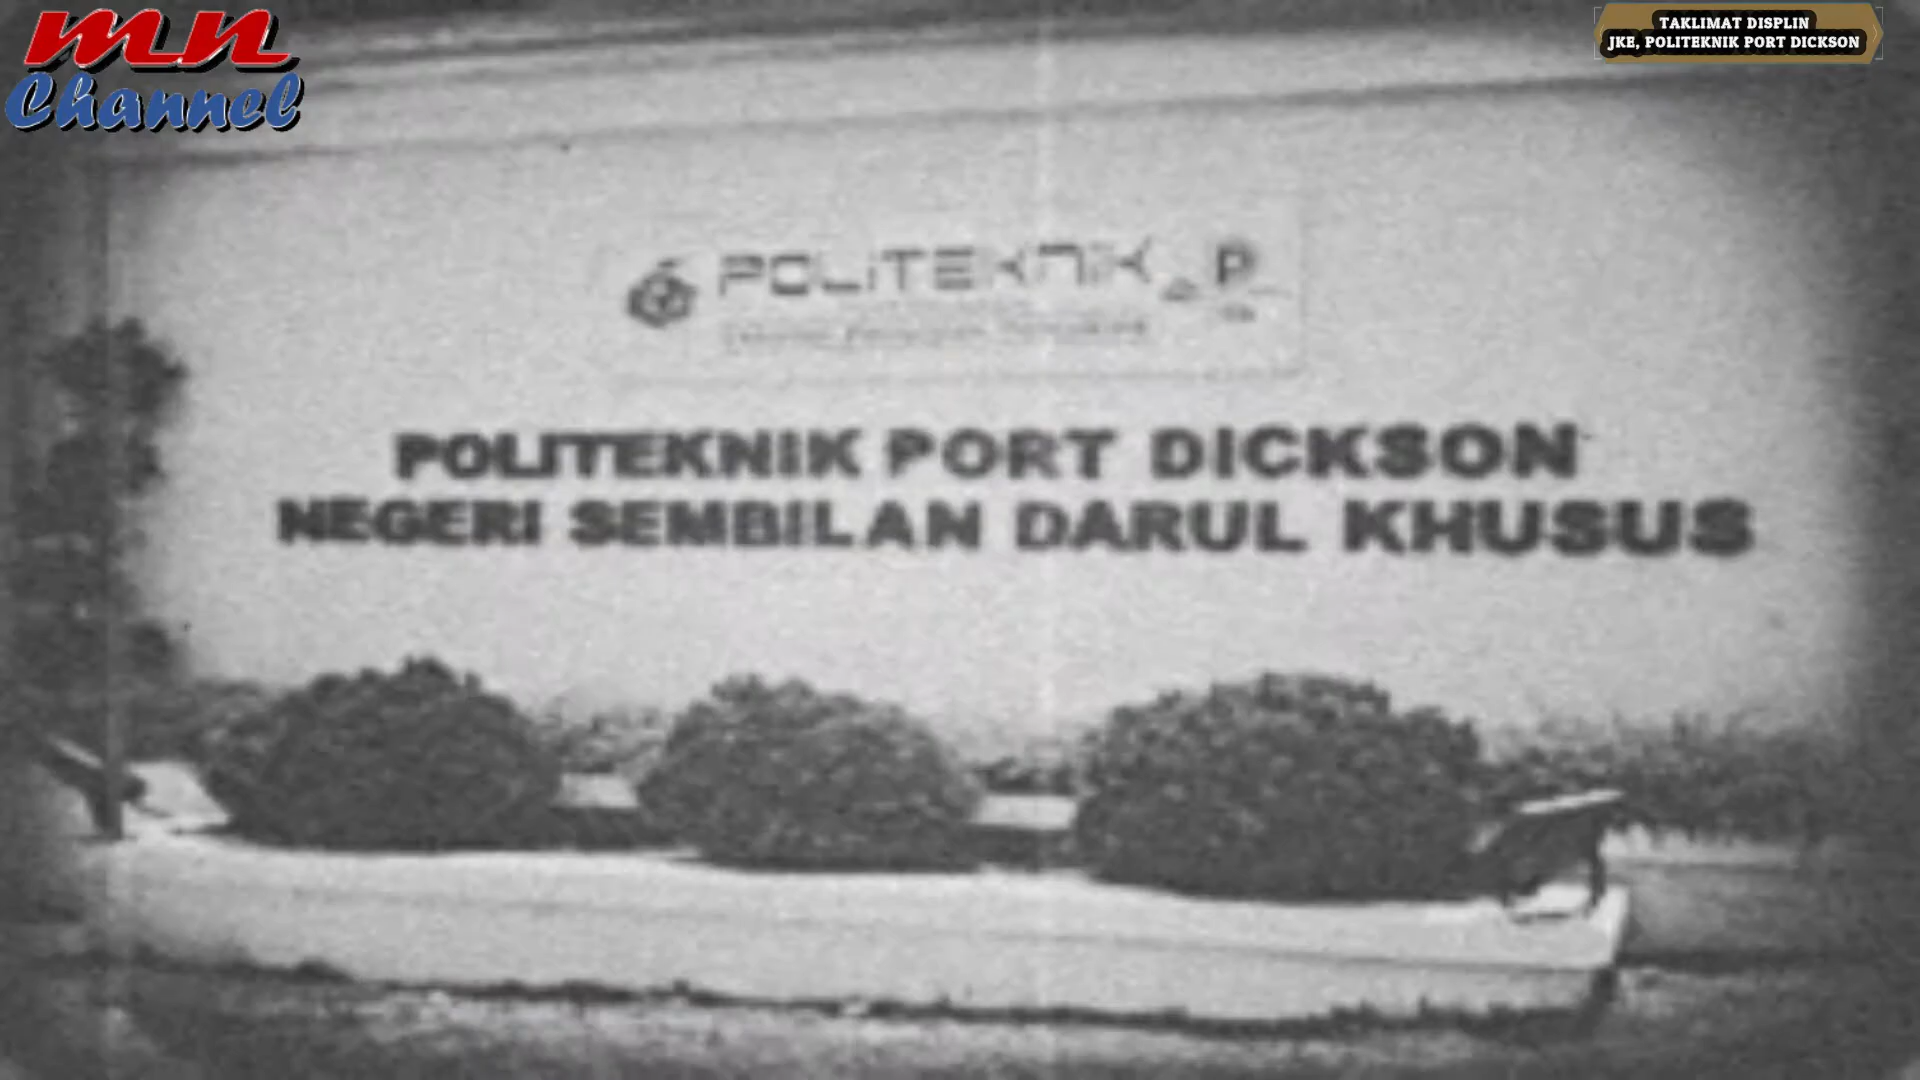 mn
Channel
TAKLIMAT DISPLIN
JKE, POLITEKNIK PORT DICKSON
POLITEKNIK
POLITEKNIK PORT DICKSON
NEGERI SEMBILAN DARUL KHUSUS